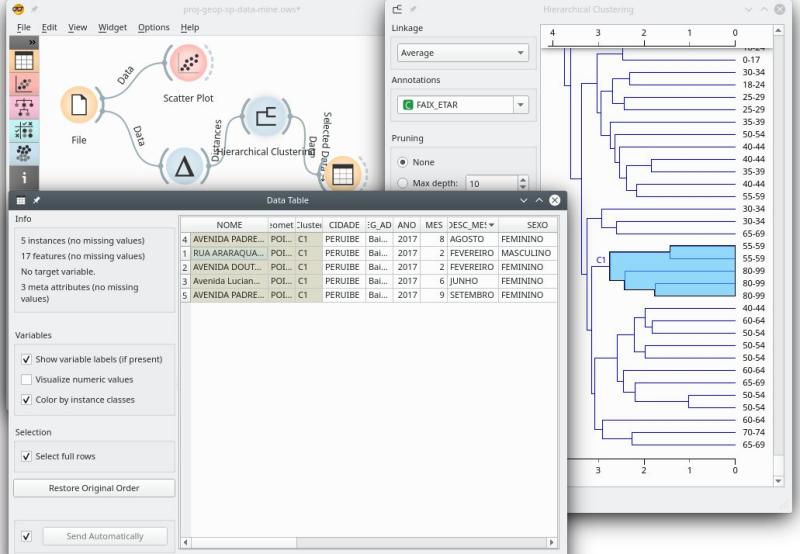 proj-geop-sp-data-mine.ows*
File Edit View Widget Options Help
»
Data
Scatter Plot
File
Data
Distances
Hierarchical Clustering
Selected Data → Data
Hierarchical Clustering
Linkage
Average
Annotations
C FAIX_ETAR
Pruning
None
Max depth: 10
4 3 2 1 0
18-24
0-17
30-34
18-24
25-29
25-29
35-39
50-54
40-44
40-44
35-39
40-44
55-59
30-34
30-34
65-69
C1
55-59
55-59
80-99
80-99
80-99
40-44
60-64
50-54
50-54
50-54
60-64
65-69
50-54
50-54
60-64
70-74
65-69
3 2 1 0
Data Table
Info
5 instances (no missing values)
17 features (no missing values)
No target variable.
3 meta attributes (no missing
values)
Variables
Show variable labels (if present)
Visualize numeric values
Color by instance classes
Selection
Select full rows
Restore Original Order
Send Automatically
NOME eomet Cluster CIDADE EG_AD ANO MES DESC_MES SEXO
4 AVENIDA PADRE... POI... C1 PERUIBE Bai... 2017 8 AGOSTO FEMININO
1 RUA ARARAQUA... POI... C1 PERUIBE Bai... 2017 2 FEVEREIRO MASCULINO
2 AVENIDA DOUT... POI... C1 PERUIBE Bai... 2017 2 FEVEREIRO FEMININO
3 Avenida Lucian... POI... C1 PERUIBE Bai... 2017 6 JUNHO FEMININO
5 AVENIDA PADRE... POI... C1 PERUIBE Bai... 2017 9 SETEMBRO FEMININO